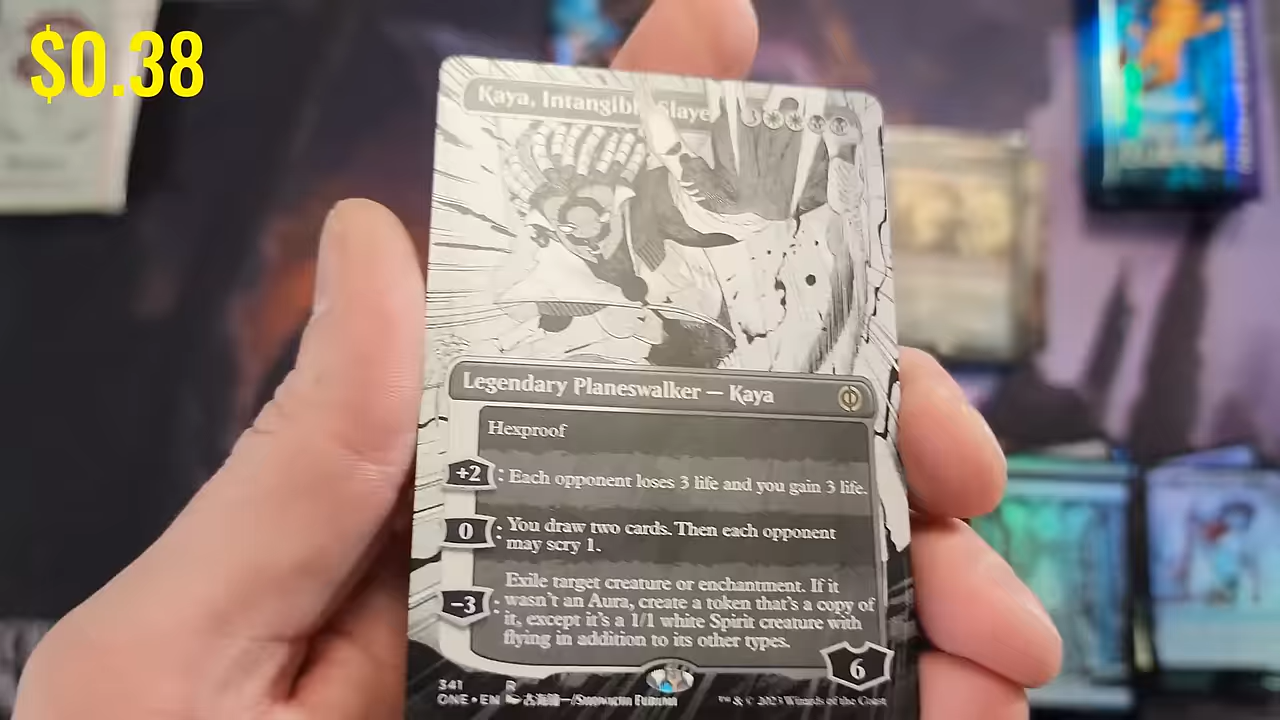 $0.38
Kaya, Intangible Slayer
Legendary Planeswalker — Kaya
Hexproof
+2: Each opponent loses 3 life and you gain 3 life.
0: You draw two cards. Then each opponent
may scry 1.
Exile target creature or enchantment. If it
−3: wasn't an Aura, create a token that's a copy of
it, except it's a 1/1 white Spirit creature with
flying in addition to its other types.
6
341 R
ONE • EN
™ & © 2023 Wizards of the Coast